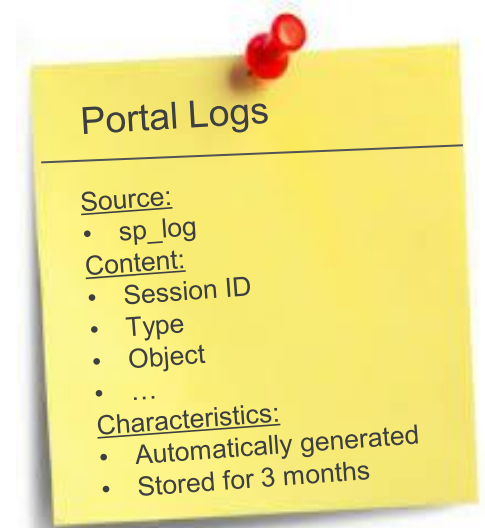 Portal Logs
Source:
• sp_log
Content:
• Session ID
• Type
• Object
• …
Characteristics:
• Automatically generated
• Stored for 3 months